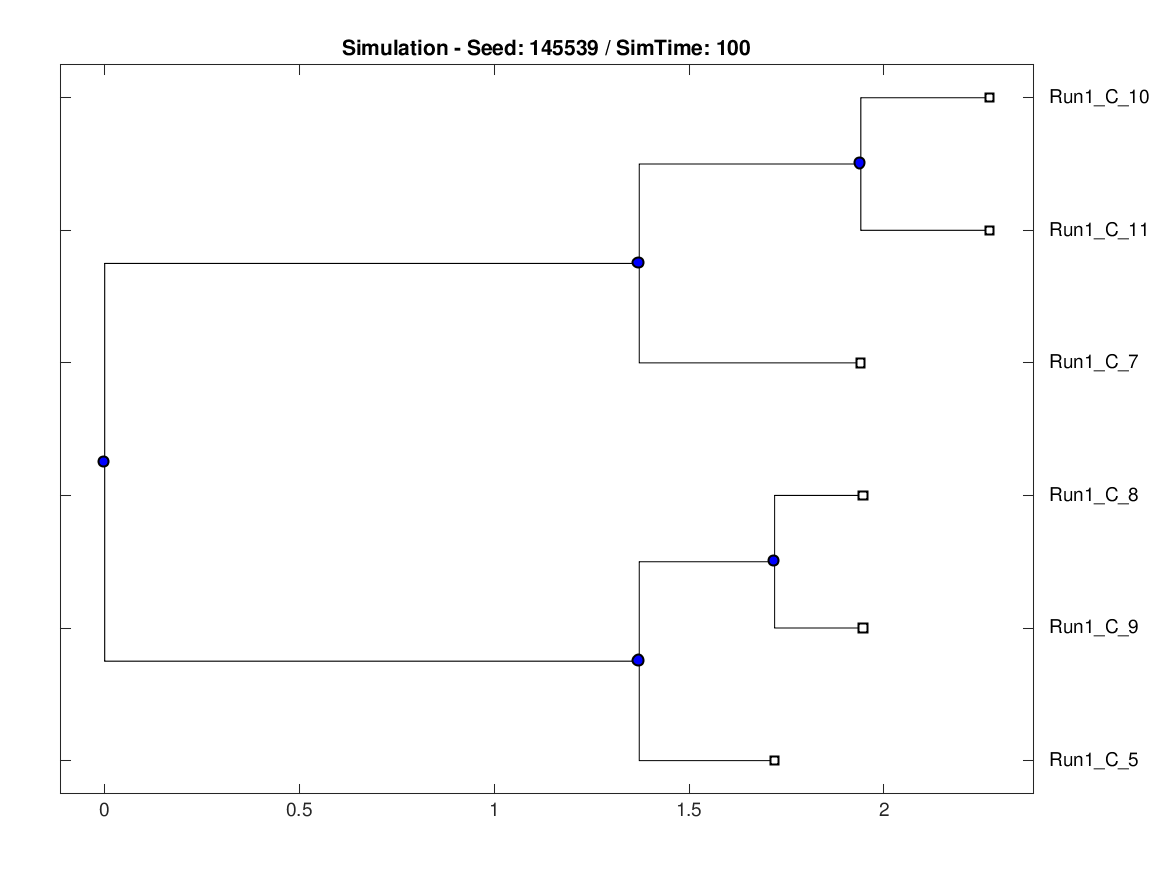 Simulation - Seed: 145539 / SimTime: 100
Run1_C_10
Run1_C_11
Run1_C_7
Run1_C_8
Run1_C_9
Run1_C_5
0 0.5 1 1.5 2